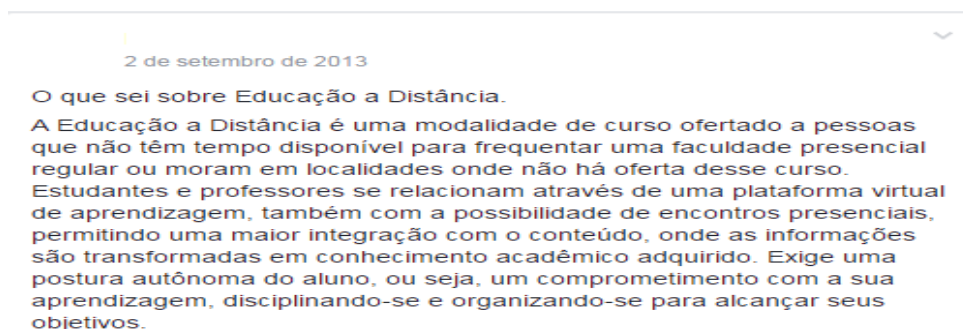 2 de setembro de 2013
O que sei sobre Educação a Distância.
A Educação a Distância é uma modalidade de curso ofertado a pessoas
que não têm tempo disponível para frequentar uma faculdade presencial
regular ou moram em localidades onde não há oferta desse curso.
Estudantes e professores se relacionam através de uma plataforma virtual
de aprendizagem, também com a possibilidade de encontros presenciais,
permitindo uma maior integração com o conteúdo, onde as informações
são transformadas em conhecimento acadêmico adquirido. Exige uma
postura autônoma do aluno, ou seja, um comprometimento com a sua
aprendizagem, disciplinando-se e organizando-se para alcançar seus
objetivos.